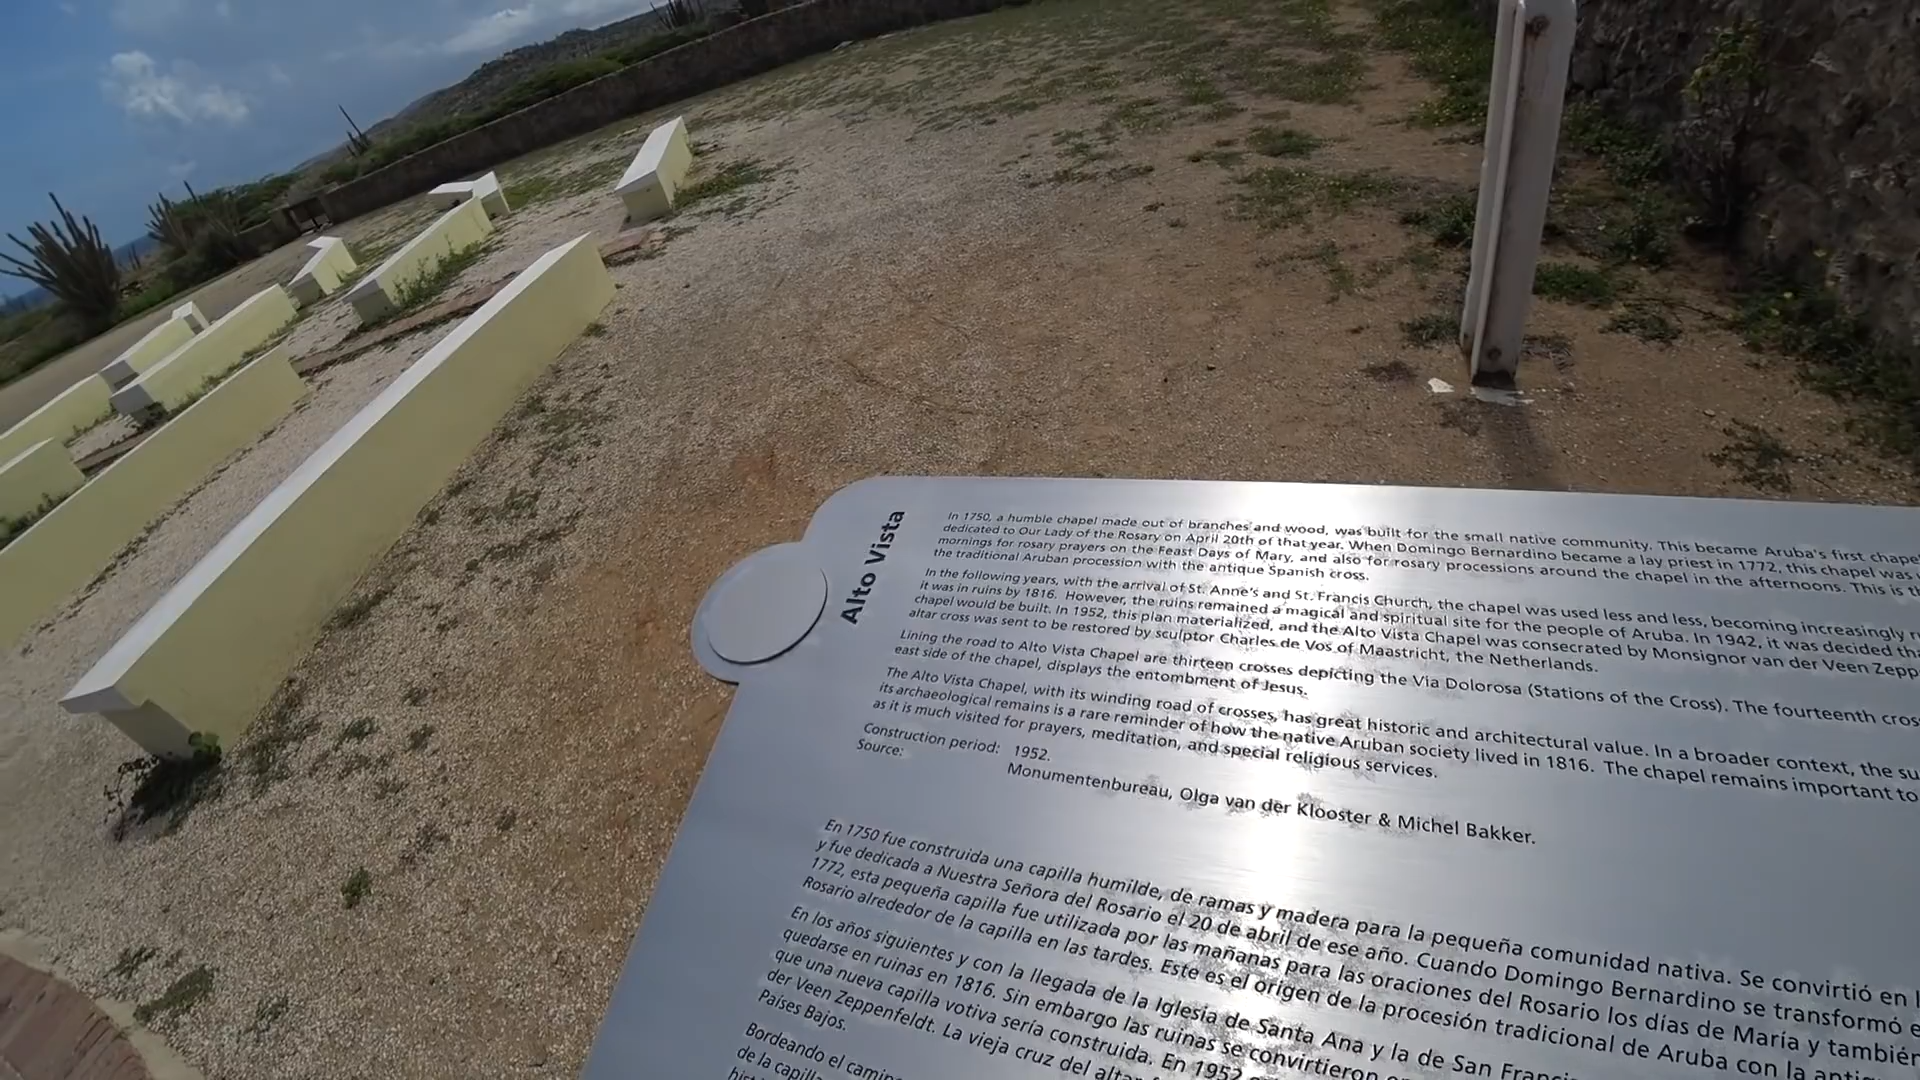 Alto Vista
In 1750, a humble chapel made out of branches and wood, was built for the small native community. This became Aruba's first chapel
dedicated to Our Lady of the Rosary on April 20th of that year. When Domingo Bernardino became a lay priest in 1772, this chapel was
mornings for rosary prayers on the Feast Days of Mary, and also for rosary processions around the chapel in the afternoons. This is
the traditional Aruban procession with the antique Spanish cross.
In the following years, with the arrival of St. Anne's and St. Francis Church, the chapel was used less and less, becoming increasingly
it was in ruins by 1816. However, the ruins remained a magical and spiritual site for the people of Aruba. In 1942, it was decided
chapel would be built. In 1952, this plan materialized, and the Alto Vista Chapel was consecrated by Monsignor van der Veen Zepp
altar cross was sent to be restored by sculptor Charles de Vos of Maastricht, the Netherlands.
Lining the road to Alto Vista Chapel are thirteen crosses depicting the Via Dolorosa (Stations of the Cross). The fourteenth
east side of the chapel, displays the entombment of Jesus.
The Alto Vista Chapel, with its winding road of crosses, has great historic and architectural value. In a broader context, the
its archaeological remains is a rare reminder of how the native Aruban society lived in 1816. The chapel remains important to
as it is much visited for prayers, meditation, and special religious services.
Construction period: 1952.
Source: Monumentenbureau, Olga van der Klooster & Michel Bakker.
En 1750 fue construida una capilla humilde, de ramas y madera para la pequeña comunidad nativa. Se convirtió en
y fue dedicada a Nuestra Señora del Rosario el 20 de abril de ese año. Cuando Domingo Bernardino se transformó
1772, esta pequeña capilla fue utilizada por las mañanas para las oraciones del Rosario los días de María y también
Rosario alrededor de la capilla en las tardes. Este es el origen de la procesión tradicional de Aruba con la
En los años siguientes y con la llegada de la Iglesia de Santa Ana y la de San
quedarse en ruinas en 1816. Sin embargo las ruinas se convirtieron
que una nueva capilla votiva sería construida. En 1952
der Veen Zeppenfeldt. La vieja cruz del altar
Países Bajos.
Bordeando el camino
de la capilla